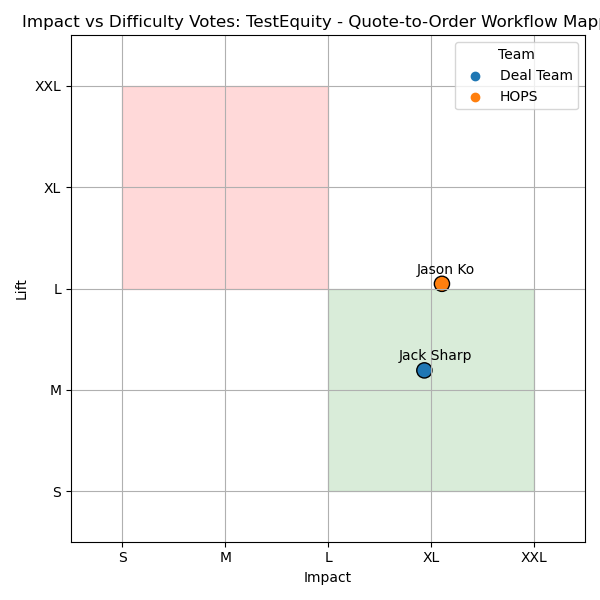 Impact vs Difficulty Votes: TestEquity - Quote-to-Order Workflow Mapp
Team
Deal Team
HOPS
XXL
XL
L
M
S
Lift
Jason Ko
Jack Sharp
S M L XL XXL
Impact